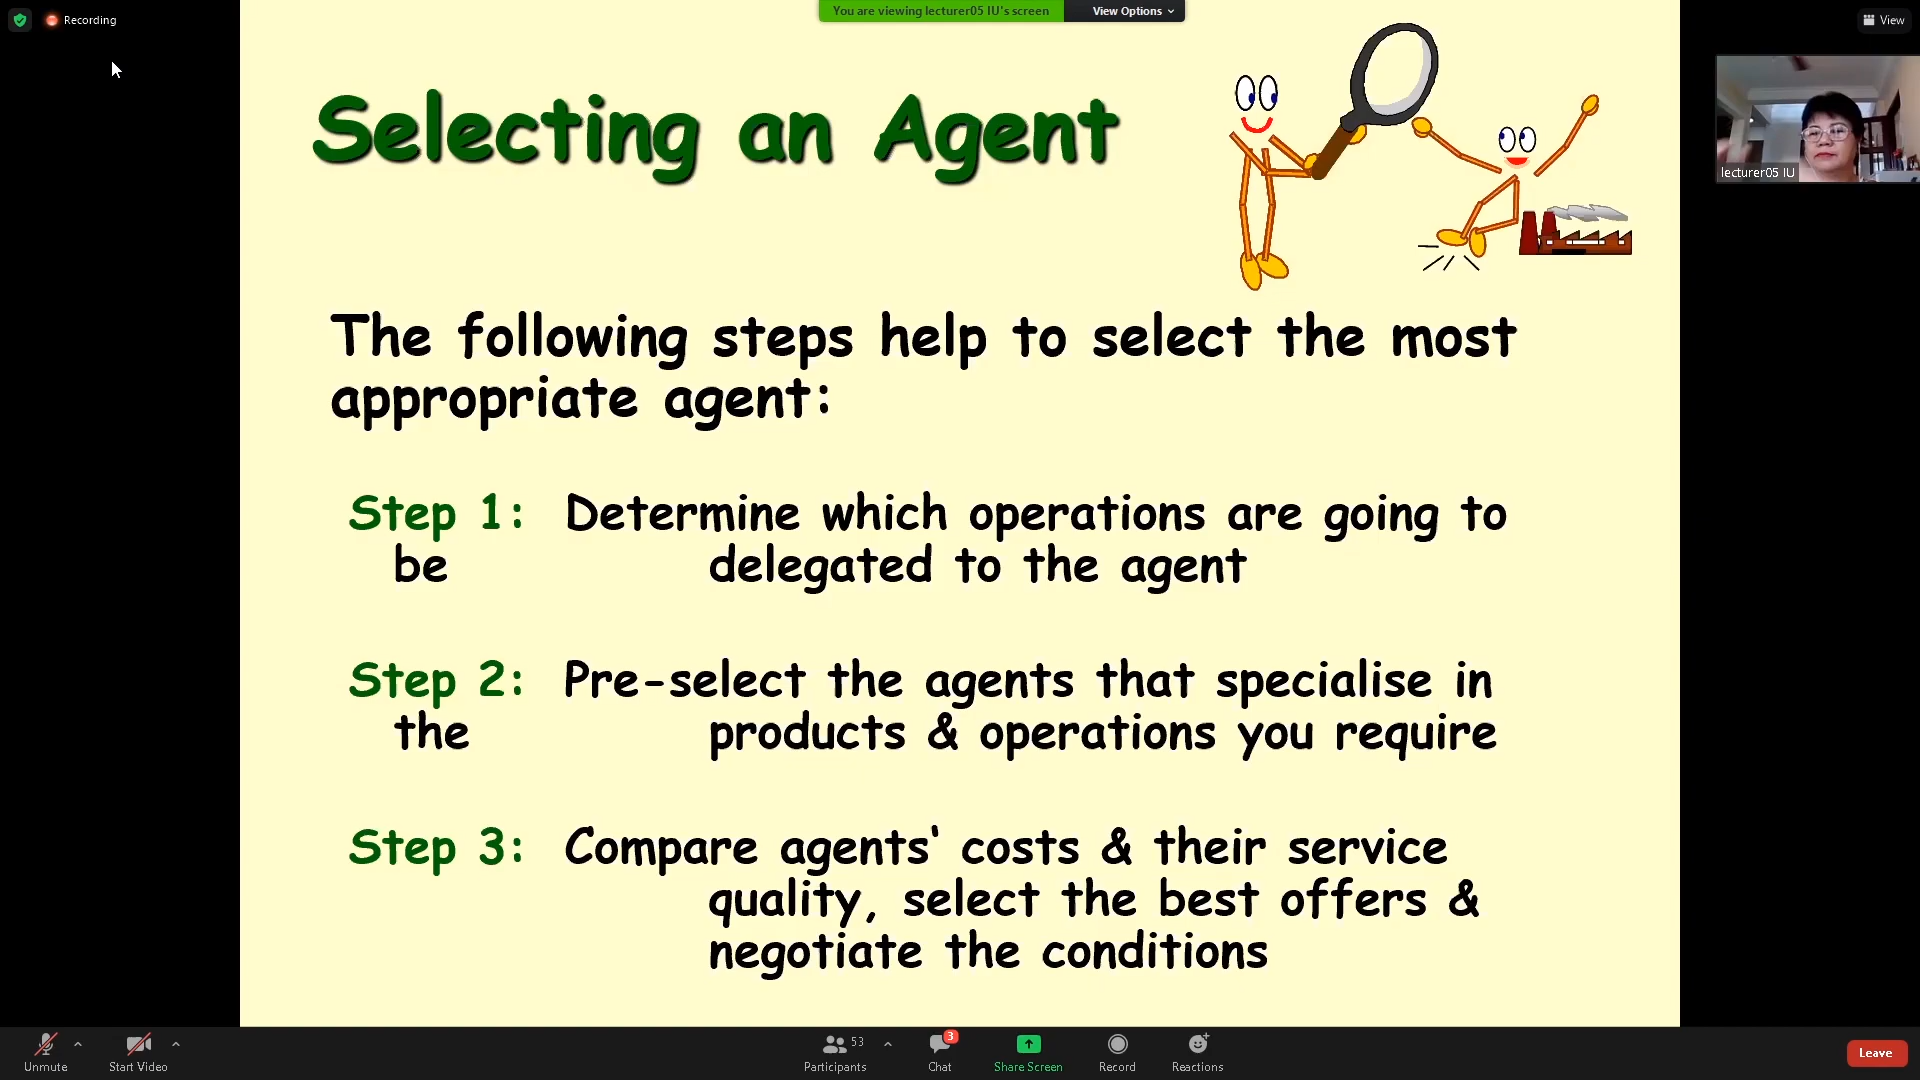 Recording
You are viewing lecturer05 IU's screen
View Options
View
lecturer05 IU
Selecting an Agent
The following steps help to select the most
appropriate agent:
Step 1: Determine which operations are going to
be delegated to the agent
Step 2: Pre-select the agents that specialise in
the products & operations you require
Step 3: Compare agents' costs & their service
quality, select the best offers &
negotiate the conditions
Unmute
Start Video
53
Participants
3
Chat
Share Screen
Record
Reactions
Leave